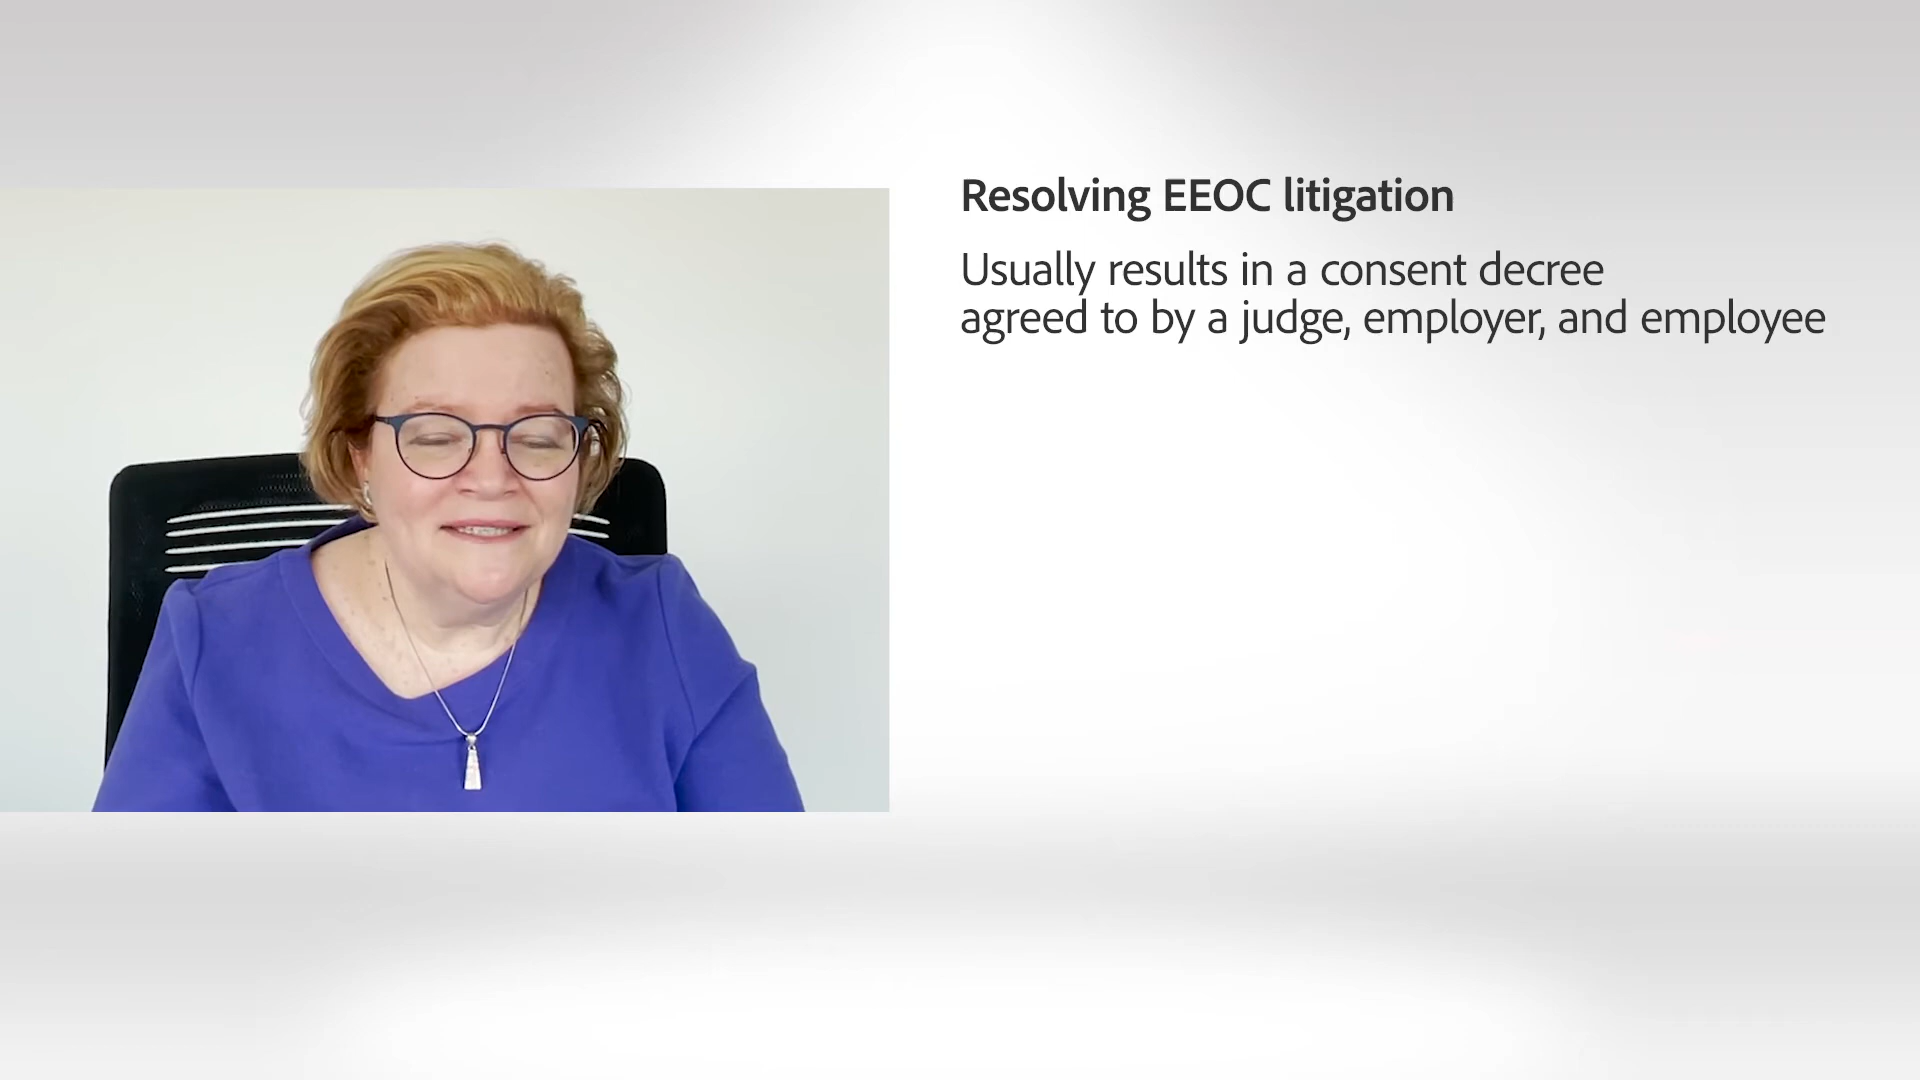 Resolving EEOC litigation
Usually results in a consent decree
agreed to by a judge, employer, and employee